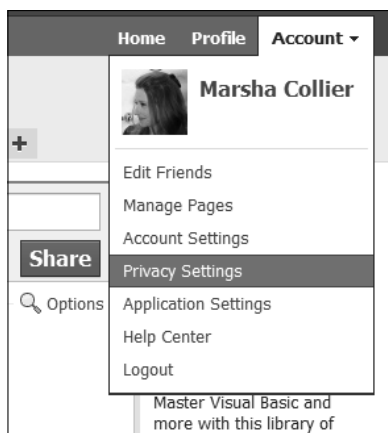 Home Profile Account
Marsha Collier
+
Edit Friends
Manage Pages
Account Settings
Share
Privacy Settings
Options
Application Settings
Help Center
Logout
Master Visual Basic and
more with this library of